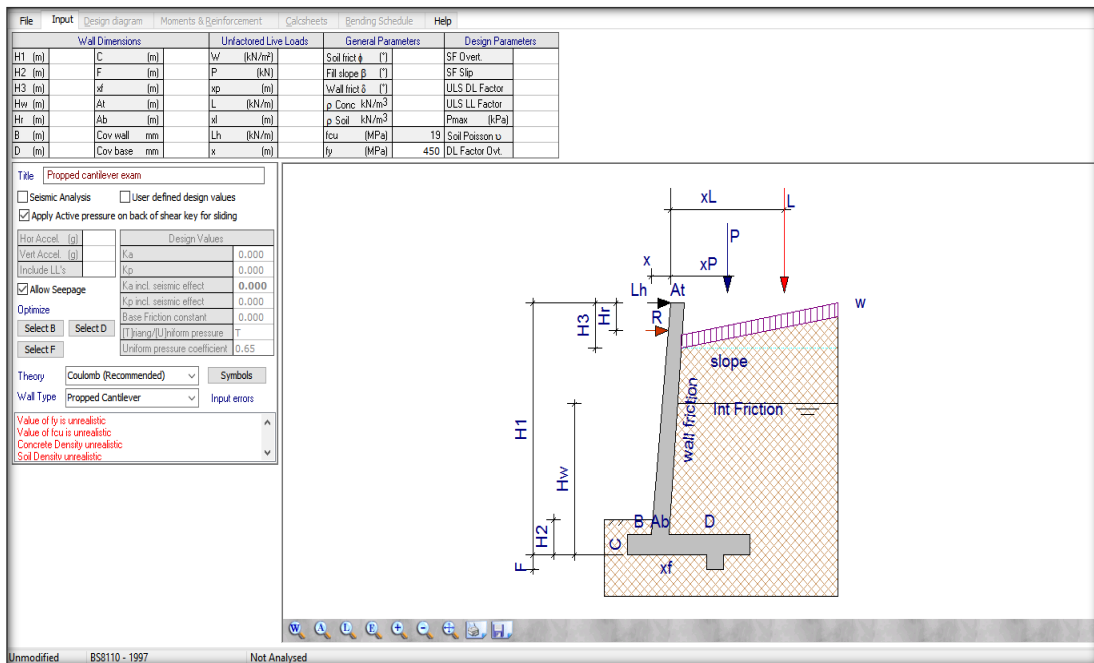 File Input Design diagram Moments & Reinforcement Calcsheets Bending Schedule Help
Wall Dimensions Unfactored Live Loads General Parameters Design Parameters
H1 (m) C (m) W (kN/m²) Soil frict ϕ (°) SF Overt.
H2 (m) F (m) P (kN) Fill slope β (°) SF Slip
H3 (m) xf (m) xp (m) Wall frict δ (°) ULS DL Factor
Hw (m) At (m) L (kN/m) ρ Conc kN/m3 ULS LL Factor
Hr (m) Ab (m) xl (m) ρ Soil kN/m3 Pmax (kPa)
B (m) Cov wall mm Lh (kN/m) fcu (MPa) 19 Soil Poisson υ
D (m) Cov base mm x (m) fy (MPa) 450 DL Factor Ovt.
Title Propped cantilever exam
Seismic Analysis User defined design values
Apply Active pressure on back of shear key for sliding
Hor Accel. (g) Design Values
Vert Accel. (g) Ka 0.000
Include LL's Kp 0.000
Allow Seepage Ka incl. seismic effect 0.000
Kp incl. seismic effect 0.000
Optimize Base Friction constant 0.000
Select B Select D [T]riang/[U]niform pressure T
Select F Uniform pressure coefficient 0.65
Theory Coulomb (Recommended) Symbols
Wall Type Propped Cantilever Input errors
Value of fy is unrealistic
Value of fcu is unrealistic
Concrete Density unrealistic
Soil Density unrealistic
xL L
P
x xP
Lh At w
H3 Hr R
slope
wall friction Int Friction
H1
Hw
H2 B Ab D
C
F xf
W A L E
Unmodified BS8110 - 1997 Not Analysed